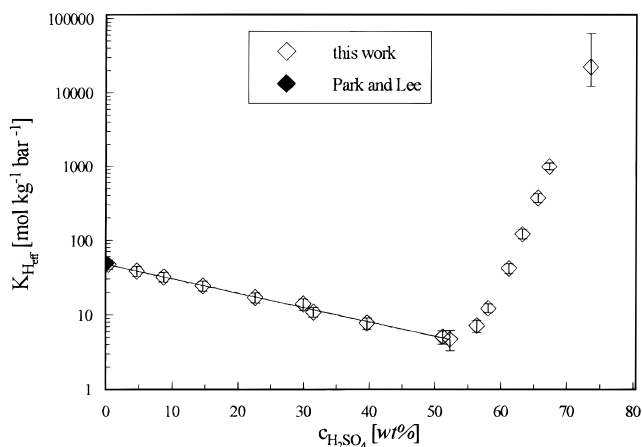 100000
10000
1000
100
10
1
K_Heff [mol kg⁻¹ bar⁻¹]
this work
Park and Lee
0 10 20 30 40 50 60 70 80
c_H₂SO₄ [wt%]